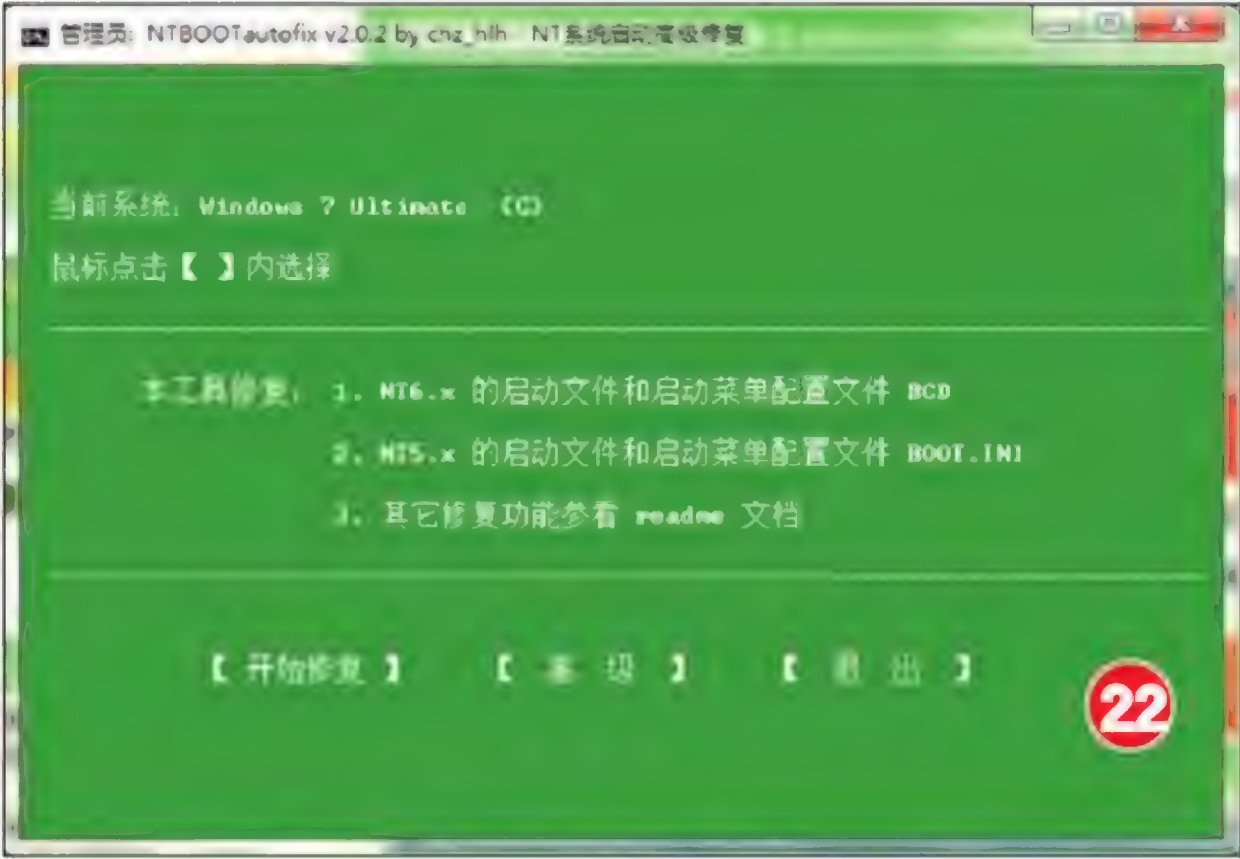 管理员: NTBOOTautofix v2.0.2 by chz_hlh NT系统启动高级修复
当前系统: Windows 7 Ultimate (C)
鼠标点击【 】内选择
本工具修复: 1. NT6.x 的启动文件和启动菜单配置文件 BCD
2. NT5.x 的启动文件和启动菜单配置文件 BOOT.INI
3. 其它修复功能参看 readme 文档
【 开始修复 】 【 高 级 】 【 退 出 】
22